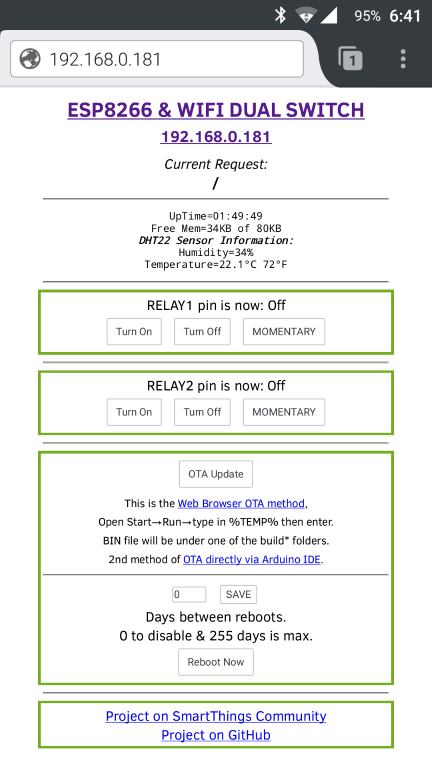 95% 6:41
192.168.0.181
1
ESP8266 & WIFI DUAL SWITCH
192.168.0.181
Current Request:
/
UpTime=01:49:49
Free Mem=34KB of 80KB
DHT22 Sensor Information:
Humidity=34%
Temperature=22.1°C 72°F
RELAY1 pin is now: Off
Turn On Turn Off MOMENTARY
RELAY2 pin is now: Off
Turn On Turn Off MOMENTARY
OTA Update
This is the Web Browser OTA method,
Open Start→Run→type in %TEMP% then enter.
BIN file will be under one of the build* folders.
2nd method of OTA directly via Arduino IDE.
0 SAVE
Days between reboots.
0 to disable & 255 days is max.
Reboot Now
Project on SmartThings Community
Project on GitHub